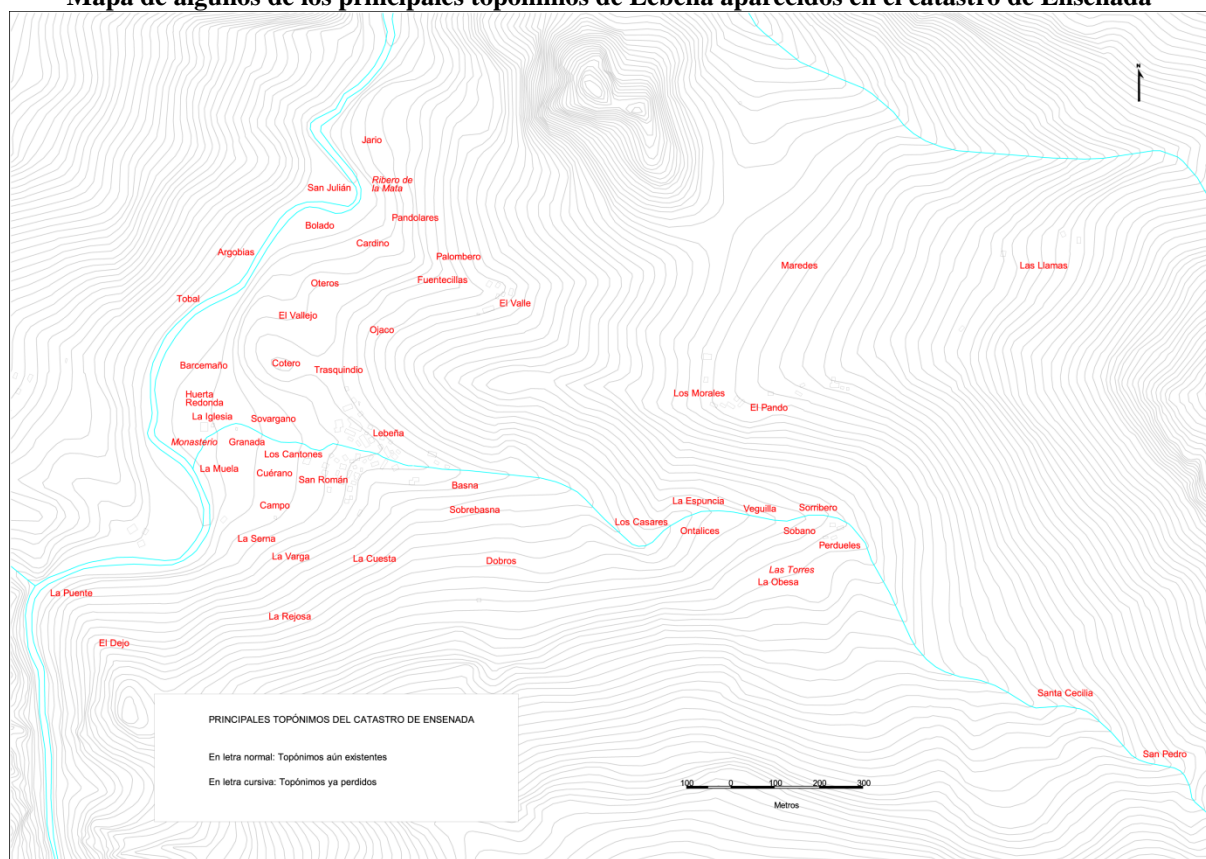 Mapa de algunos de los principales topónimos de Lebeña aparecidos en el catastro de Ensenada
N
Jario
Ribero de
la Mata
San Julián
Pandolares
Bolado
Cardino
Argobias
Palombero
Maredes
Las Llamas
Fuentecillas
Oteros
Tobal
El Valle
El Vallejo
Ojaco
Barcemaño
Cotero
Trasquindio
Huerta
Redonda
Los Morales
El Pando
La Iglesia
Sovargano
Lebeña
Monasterio
Granada
Los Cantones
La Muela
Cuérano
San Román
Basna
La Espuncia
Campo
Sobrebasna
Veguilla
Sorribero
Los Casares
Ontalices
Sobano
La Serna
Perdueles
La Varga
La Cuesta
Dobros
Las Torres
La Obesa
La Puente
La Rejosa
El Dejo
Santa Cecilia
San Pedro
PRINCIPALES TOPÓNIMOS DEL CATASTRO DE ENSENADA
En letra normal: Topónimos aún existentes
En letra cursiva: Topónimos ya perdidos
100 0 100 200 300
Metros